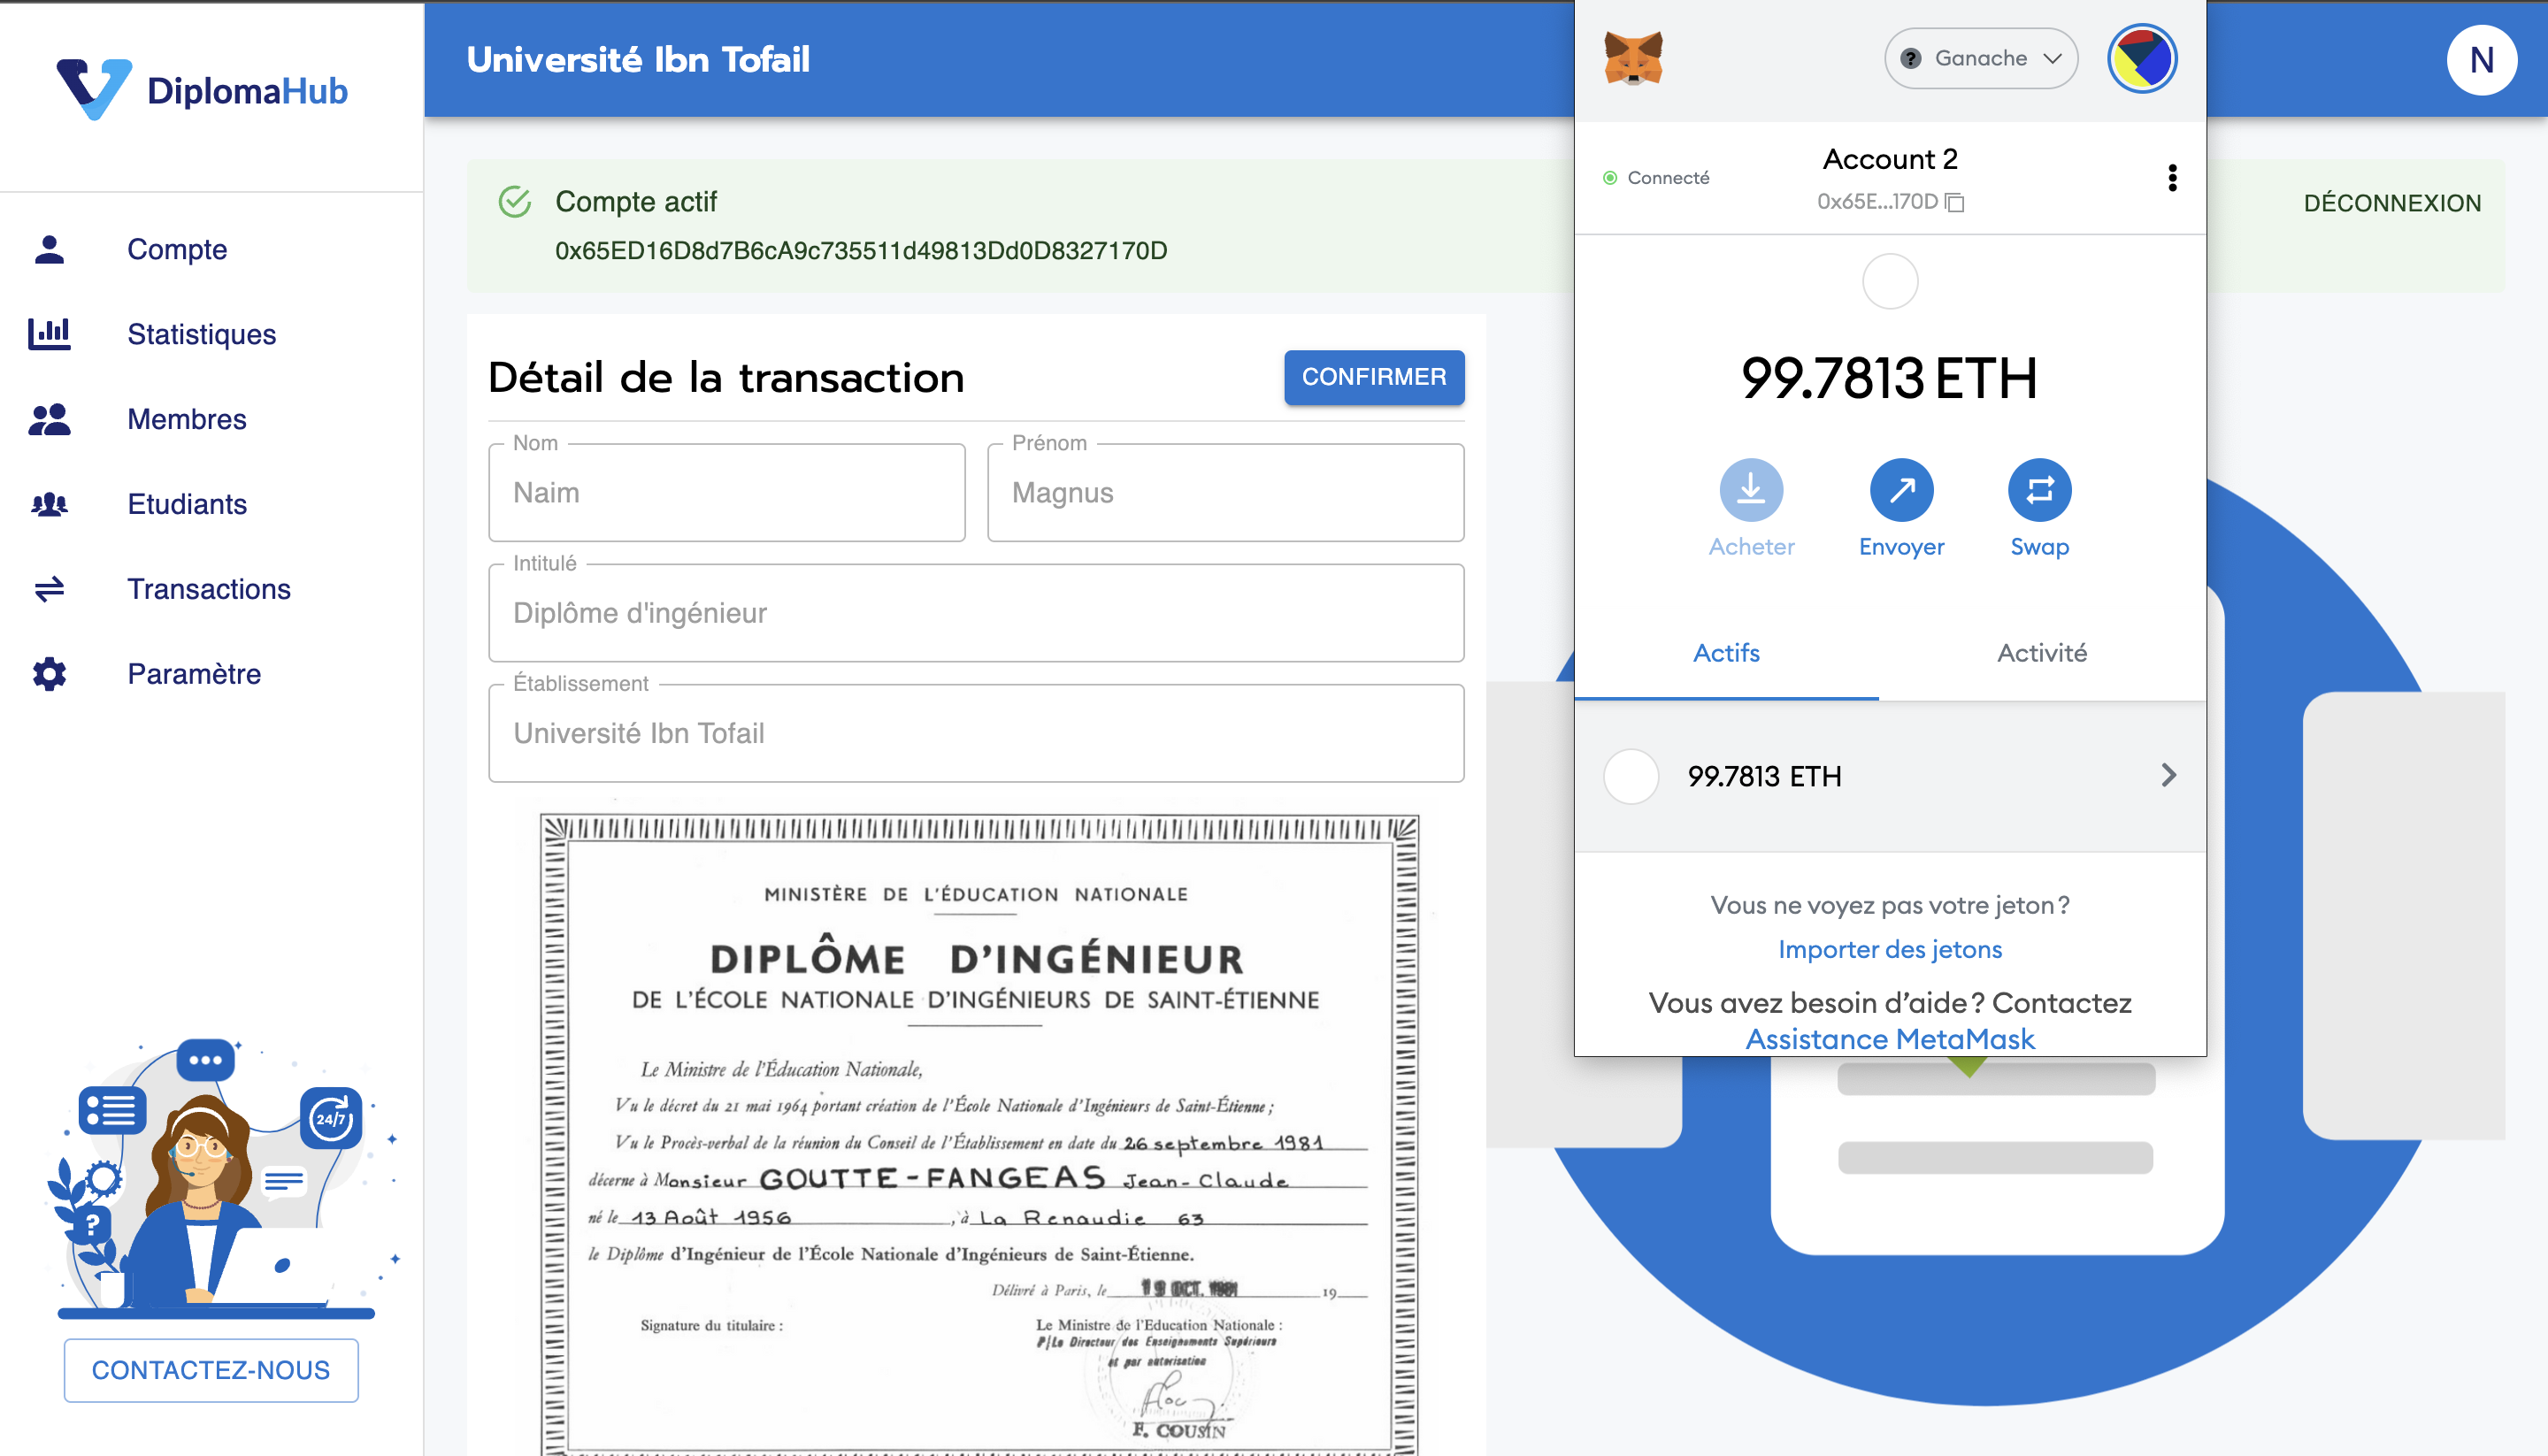 DiplomaHub
Compte
Statistiques
Membres
Etudiants
Transactions
Paramètre
24/7
?
CONTACTEZ-NOUS
Université Ibn Tofail
N
Compte actif
0x65ED16D8d7B6cA9c735511d49813Dd0D8327170D
DÉCONNEXION
Détail de la transaction
CONFIRMER
Nom
Naim
Prénom
Magnus
Intitulé
Diplôme d'ingénieur
Établissement
Université Ibn Tofail
MINISTÈRE DE L'ÉDUCATION NATIONALE
DIPLÔME D'INGÉNIEUR
DE L'ÉCOLE NATIONALE D'INGÉNIEURS DE SAINT-ÉTIENNE
Le Ministre de l'Éducation Nationale,
Vu le décret du 21 mai 1964 portant création de l'École Nationale d'Ingénieurs de Saint-Étienne ;
Vu le Procès-verbal de la réunion du Conseil de l'Établissement en date du 26 septembre 1981
décerne à Monsieur GOUTTE-FANGEAS Jean-Claude
né le 13 Août 1956, à La Renaudie 63
le Diplôme d'Ingénieur de l'École Nationale d'Ingénieurs de Saint-Étienne.
Délivré à Paris, le 19 OCT. 1981 19
Signature du titulaire :
Le Ministre de l'Education Nationale :
P/Le Directeur des Enseignements Supérieurs
et par autorisation
F. COUSIN
? Ganache
Connecté
Account 2
0x65E...170D
99.7813 ETH
Acheter
Envoyer
Swap
Actifs
Activité
99.7813 ETH
Vous ne voyez pas votre jeton ?
Importer des jetons
Vous avez besoin d'aide ? Contactez
Assistance MetaMask